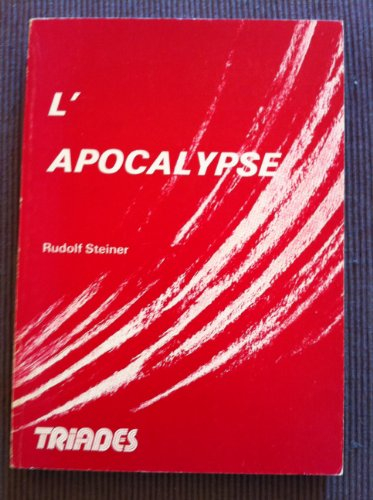 L'
APOCALYPSE
Rudolf Steiner
TRIADES